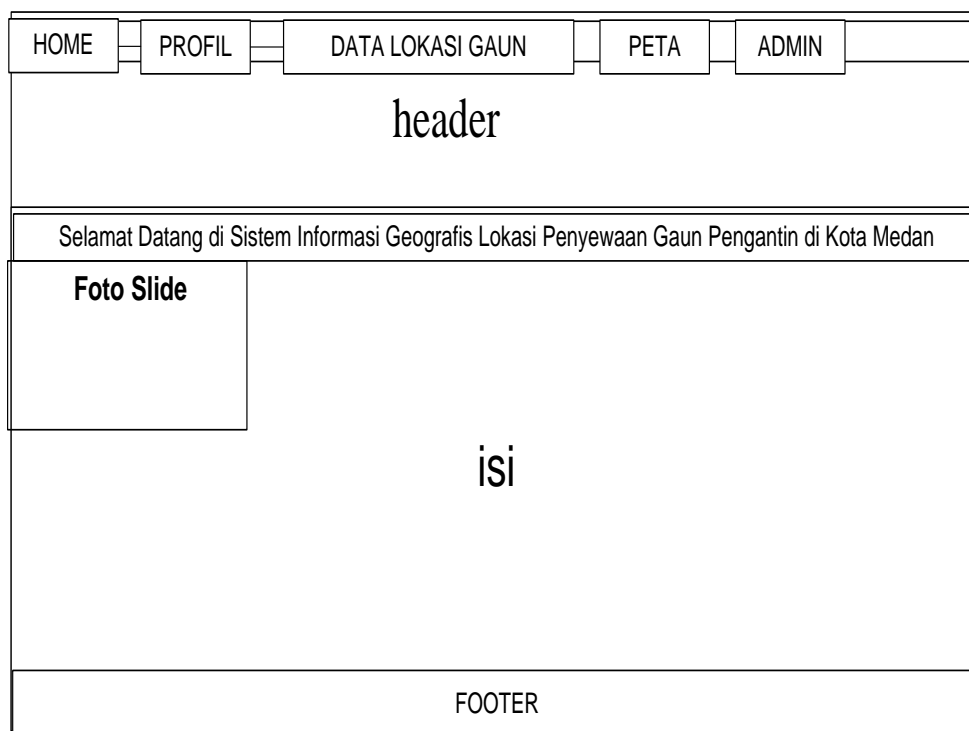 HOME PROFIL DATA LOKASI GAUN PETA ADMIN
header
Selamat Datang di Sistem Informasi Geografis Lokasi Penyewaan Gaun Pengantin di Kota Medan
Foto Slide
isi
FOOTER